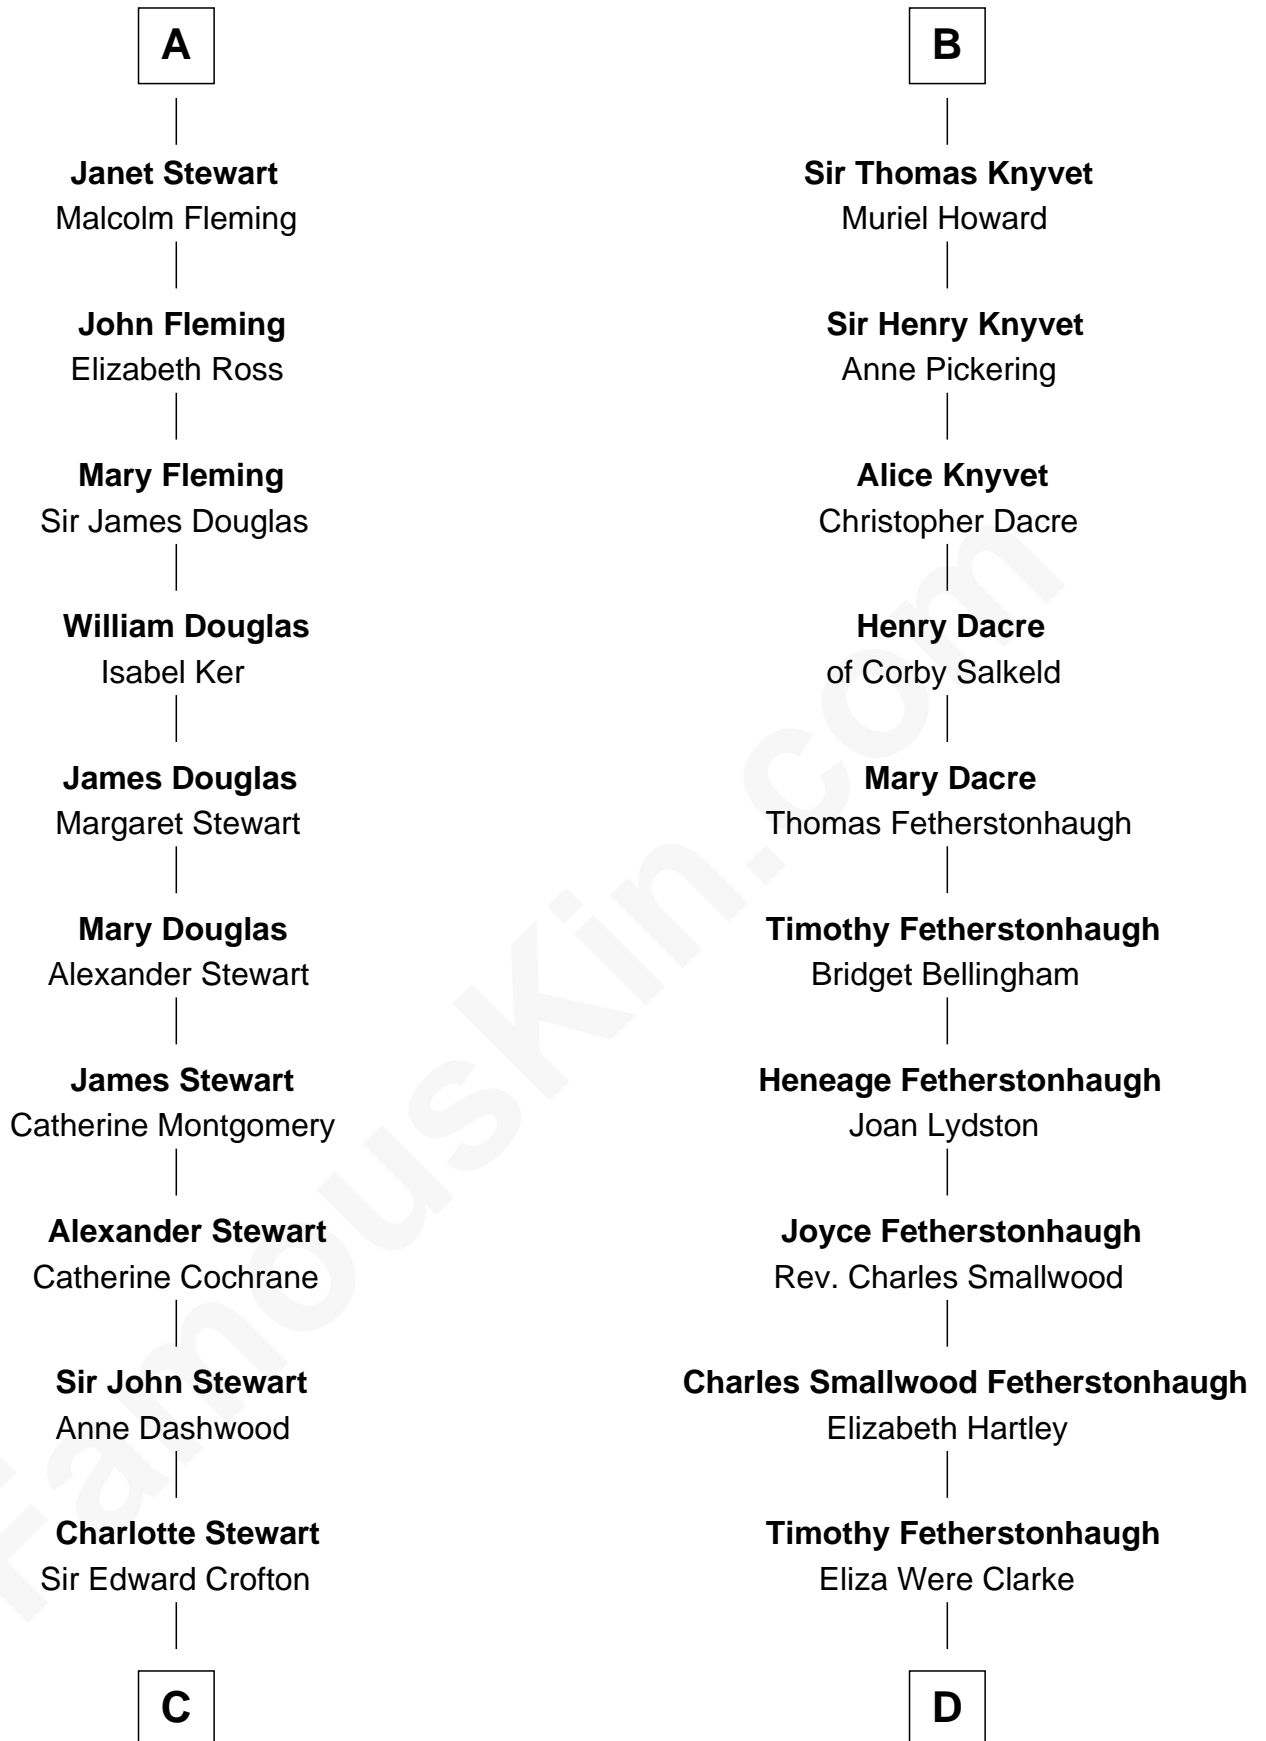 A
Janet Stewart
Malcolm Fleming
John Fleming
Elizabeth Ross
Mary Fleming
Sir James Douglas
William Douglas
Isabel Ker
James Douglas
Margaret Stewart
Mary Douglas
Alexander Stewart
James Stewart
Catherine Montgomery
Alexander Stewart
Catherine Cochrane
Sir John Stewart
Anne Dashwood
Charlotte Stewart
Sir Edward Crofton
C
B
Sir Thomas Knyvet
Muriel Howard
Sir Henry Knyvet
Anne Pickering
Alice Knyvet
Christopher Dacre
Henry Dacre
of Corby Salkeld
Mary Dacre
Thomas Fetherstonhaugh
Timothy Fetherstonhaugh
Bridget Bellingham
Heneage Fetherstonhaugh
Joan Lydston
Joyce Fetherstonhaugh
Rev. Charles Smallwood
Charles Smallwood Fetherstonhaugh
Elizabeth Hartley
Timothy Fetherstonhaugh
Eliza Were Clarke
D
FamousKin.com